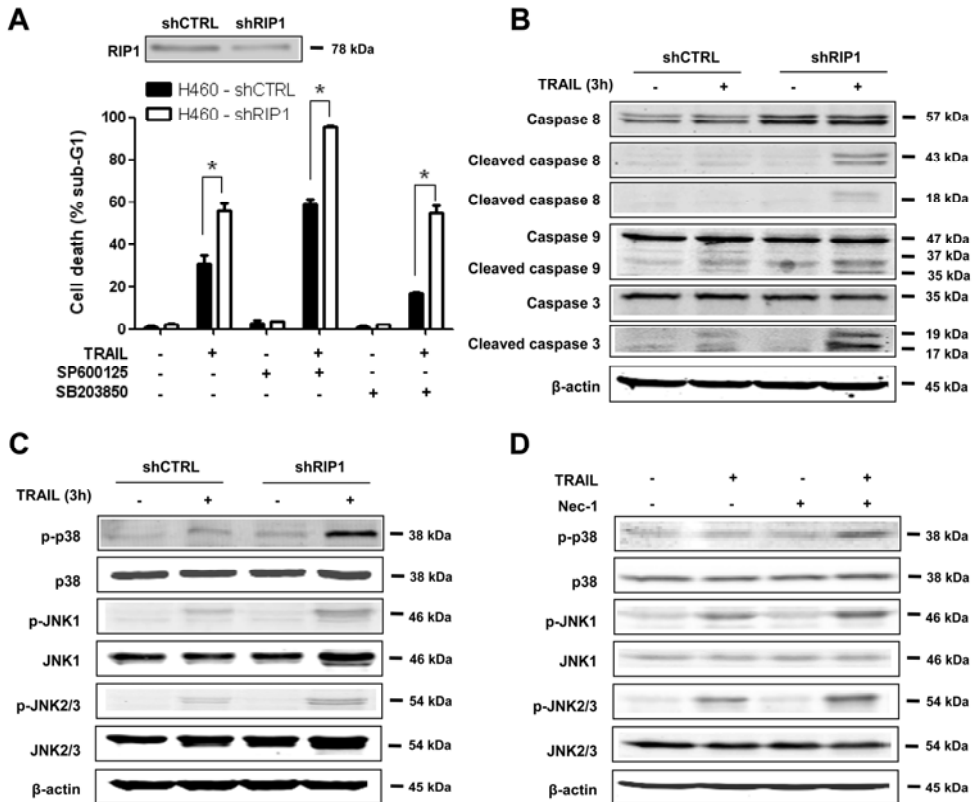 A
shCTRL shRIP1
RIP1 78 kDa
H460 - shCTRL
H460 - shRIP1
Cell death (% sub-G1)
100
80
60
40
20
0
* * *
TRAIL - + - + - +
SP600125 - - + + - -
SB203850 - - - - + +
B
shCTRL shRIP1
TRAIL (3h) - + - +
Caspase 8 57 kDa
Cleaved caspase 8 43 kDa
Cleaved caspase 8 18 kDa
Caspase 9 47 kDa
37 kDa
Cleaved caspase 9 35 kDa
Caspase 3 35 kDa
19 kDa
Cleaved caspase 3 17 kDa
β-actin 45 kDa
C
shCTRL shRIP1
TRAIL (3h) - + - +
p-p38 38 kDa
p38 38 kDa
p-JNK1 46 kDa
JNK1 46 kDa
p-JNK2/3 54 kDa
JNK2/3 54 kDa
β-actin 45 kDa
D
TRAIL - + - +
Nec-1 - - + +
p-p38 38 kDa
p38 38 kDa
p-JNK1 46 kDa
JNK1 46 kDa
p-JNK2/3 54 kDa
JNK2/3 54 kDa
β-actin 45 kDa